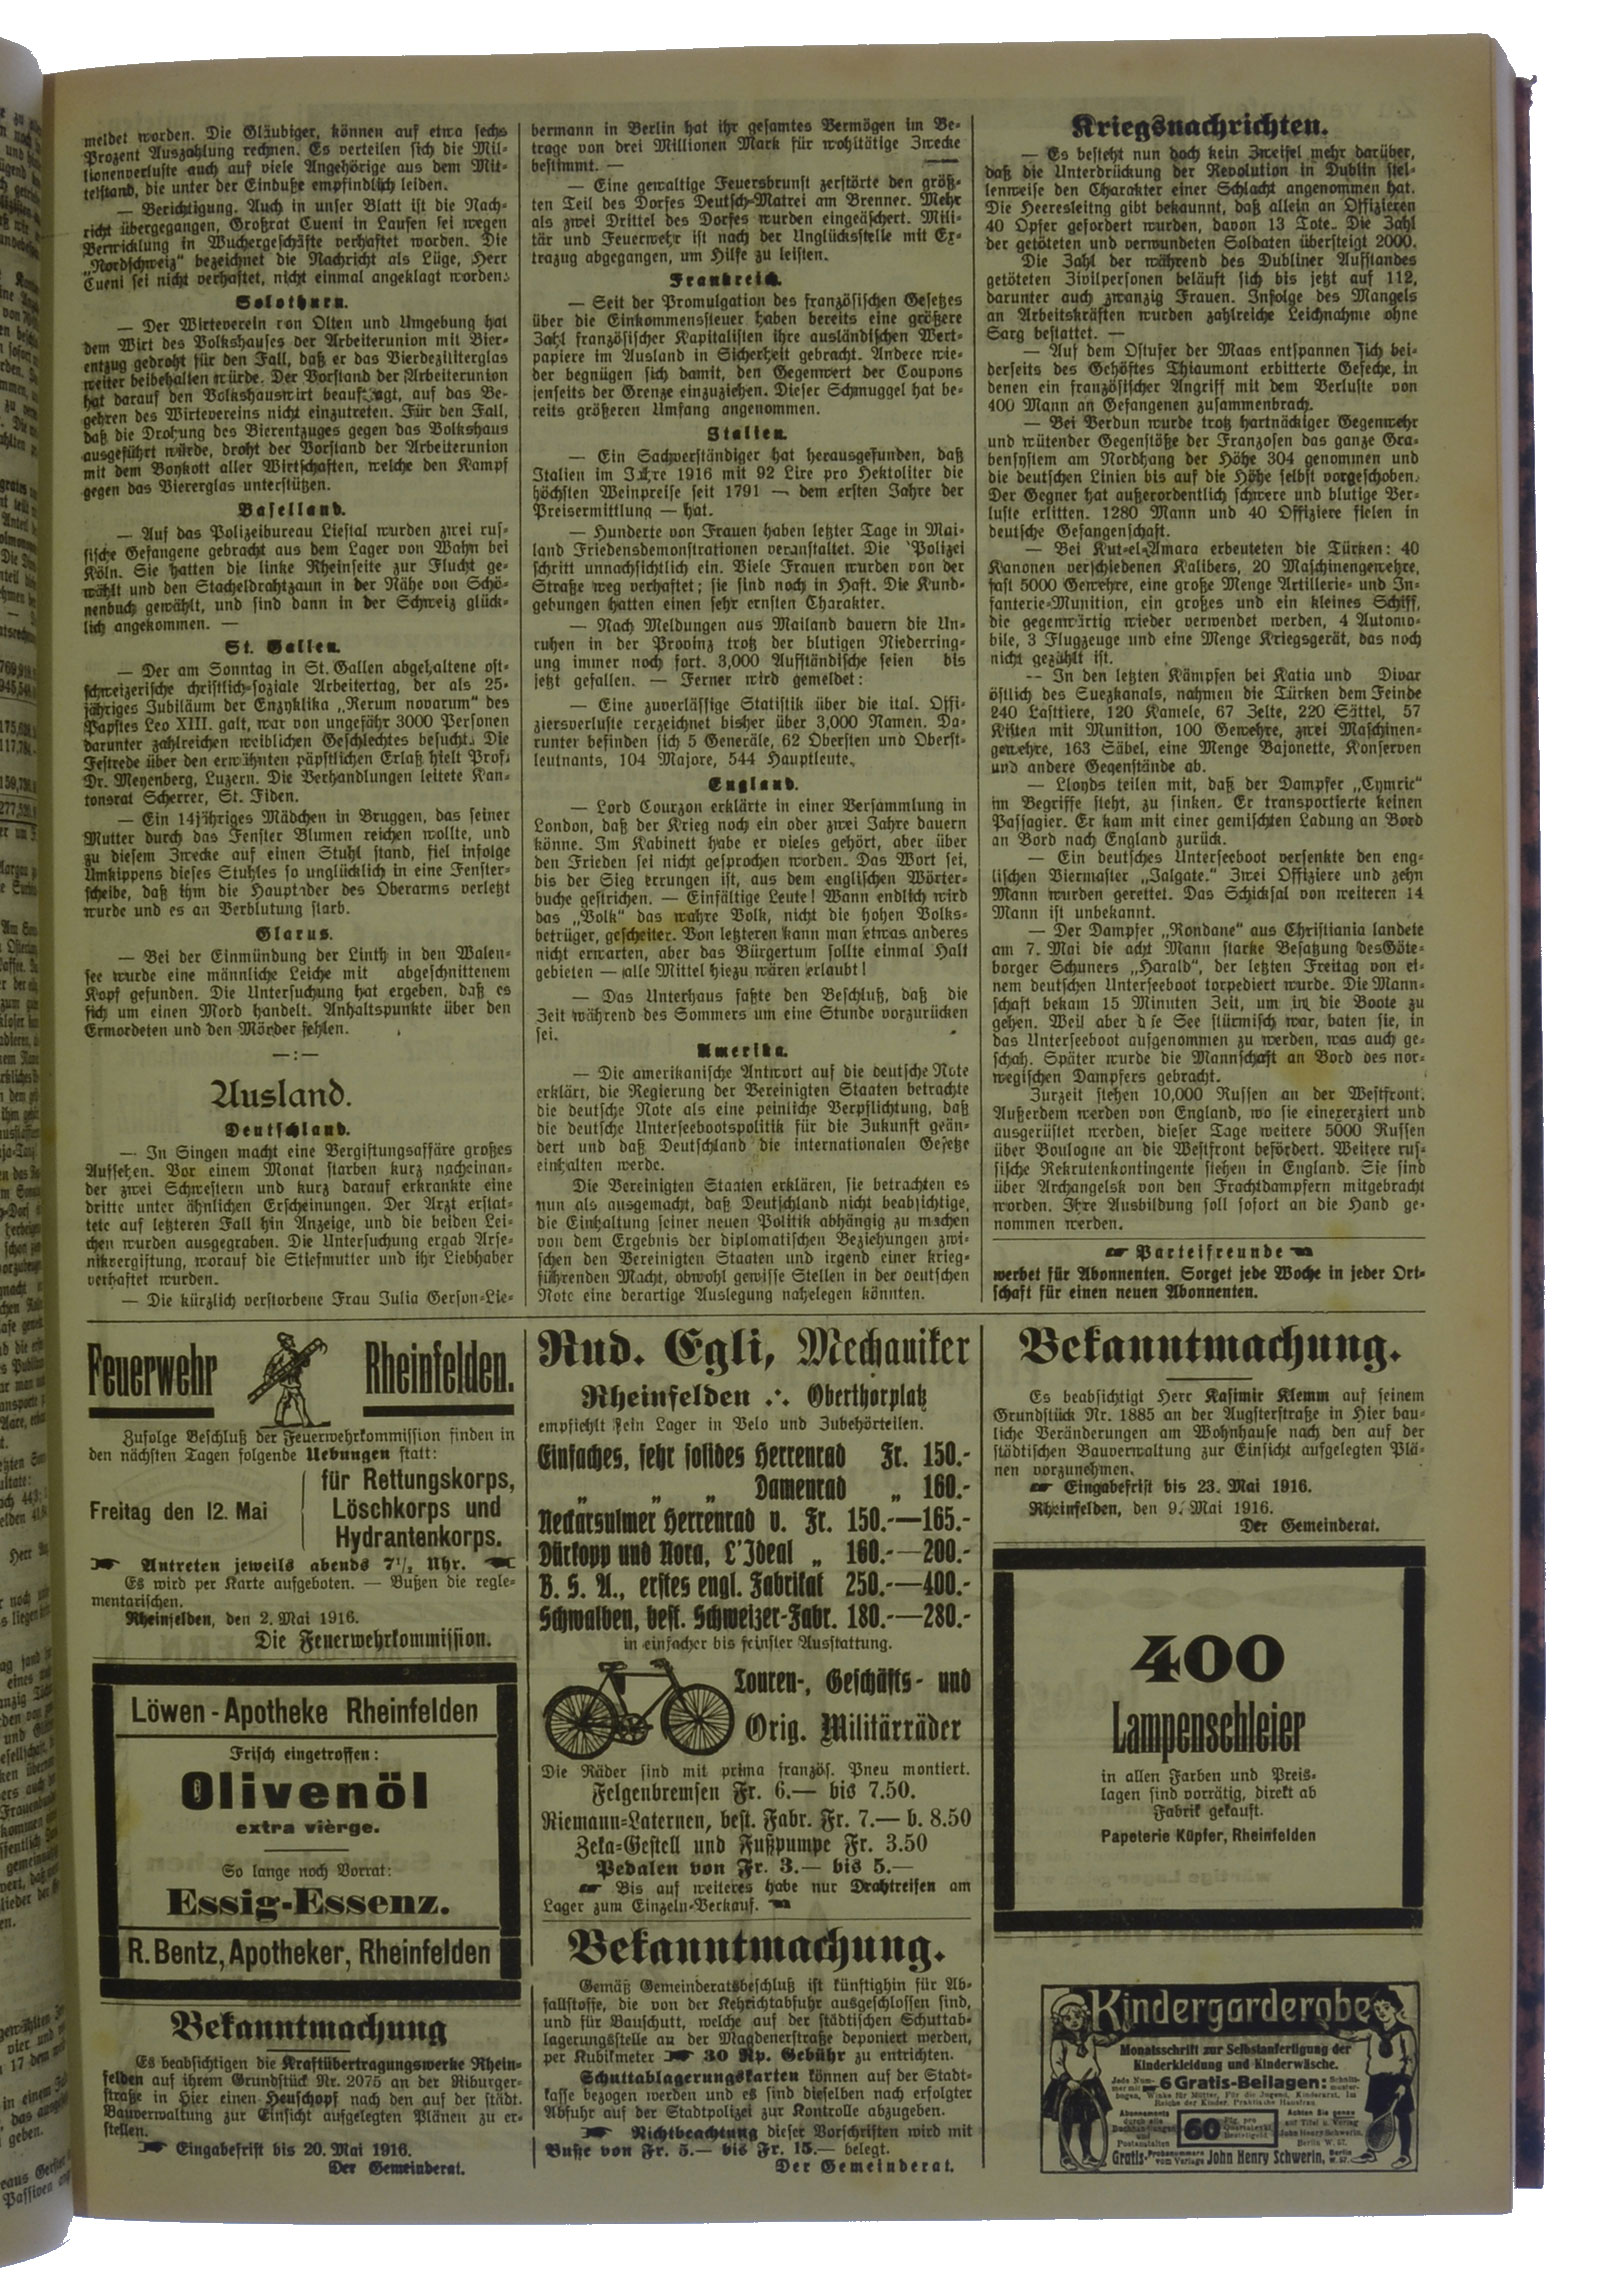 meldet worden. Die Gläubiger, können auf etwa sechs
Prozent Auszahlung rechnen. Es verteilen sich die Mil-
lionenverluste auch auf viele Angehörige aus dem Mit-
telstand, die unter der Einbuße empfindlich leiden.
— Berichtigung. Auch in unser Blatt ist die Nach-
richt übergegangen, Großrat Cueni in Laufen sei wegen
Verwicklung in Wuchergeschäfte verhaftet worden. Die
„Nordschweiz" bezeichnet die Nachricht als Lüge, Herr
Cueni sei nicht verhaftet, nicht einmal angeklagt worden.
Solothurn.
— Der Wirteverein von Olten und Umgebung hat
dem Wirt des Volkshauses der Arbeiterunion mit Bier-
entzug gedroht für den Fall, daß er das Vierdeziliterglas
weiter beibehalten würde. Der Vorstand der Arbeiterunion
hat darauf den Volkshauswirt beauftragt, auf das Be-
gehren des Wirtevereins nicht einzutreten. Für den Fall,
daß die Drohung des Bierentzuges gegen das Volkshaus
ausgeführt würde, droht der Vorstand der Arbeiterunion
mit dem Boykott aller Wirtschaften, welche den Kampf
gegen das Viererglas unterstützen.
Baselland.
— Auf das Polizeibureau Liestal wurden zwei rus-
sische Gefangene gebracht aus dem Lager von Wahn bei
Köln. Sie hatten die linke Rheinseite zur Flucht ge-
wählt und den Stacheldrahtzaun in der Nähe von Schö-
nenbuch gewählt, und sind dann in der Schweiz glück-
lich angekommen. —
St. Gallen.
— Der am Sonntag in St. Gallen abgehaltene ost-
schweizerische christlich-soziale Arbeitertag, der als 25-
jähriges Jubiläum der Enzyklika „Rerum novarum" des
Papstes Leo XIII. galt, war von ungefähr 3000 Personen
darunter zahlreichen weiblichen Geschlechtes besucht. Die
Festrede über den erwähnten päpstlichen Erlaß hielt Prof.
Dr. Meyenberg, Luzern. Die Verhandlungen leitete Kan-
tonsrat Scherrer, St. Fiden.
— Ein 14jähriges Mädchen in Bruggen, das seiner
Mutter durch das Fenster Blumen reichen wollte, und
zu diesem Zwecke auf einen Stuhl stand, fiel infolge
Umkippens dieses Stuhles so unglücklich in eine Fenster-
scheibe, daß ihm die Hauptader des Oberarms verletzt
wurde und es an Verblutung starb.
Glarus.
— Bei der Einmündung der Linth in den Walen-
see wurde eine männliche Leiche mit abgeschnittenem
Kopf gefunden. Die Untersuchung hat ergeben, daß es
sich um einen Mord handelt. Anhaltspunkte über den
Ermordeten und den Mörder fehlen.
—:—
Ausland.
Deutschland.
— In Singen macht eine Vergiftungsaffäre großes
Aufsehen. Vor einem Monat starben kurz nacheinan-
der zwei Schwestern und kurz darauf erkrankte eine
dritte unter ähnlichen Erscheinungen. Der Arzt erstat-
tete auf letzteren Fall hin Anzeige, und die beiden Lei-
chen wurden ausgegraben. Die Untersuchung ergab Arse-
nikvergiftung, worauf die Stiefmutter und ihr Liebhaber
verhaftet wurden.
— Die kürzlich verstorbene Frau Julia Gerson-Lie-
bermann in Berlin hat ihr gesamtes Vermögen im Be-
trage von drei Millionen Mark für wohltätige Zwecke
bestimmt. —
— Eine gewaltige Feuersbrunst zerstörte den größ-
ten Teil des Dorfes Deutsch-Matrei am Brenner. Mehr
als zwei Drittel des Dorfes wurden eingeäschert. Mili-
tär und Feuerwehr ist nach der Unglücksstelle mit Ex-
trazug abgegangen, um Hilfe zu leisten.
Frankreich.
— Seit der Promulgation des französischen Gesetzes
über die Einkommenssteuer haben bereits eine größere
Zahl französischer Kapitalisten ihre ausländischen Wert-
papiere im Ausland in Sicherheit gebracht. Andere wie-
der begnügen sich damit, den Gegenwert der Coupons
jenseits der Grenze einzuziehen. Dieser Schmuggel hat be-
reits größeren Umfang angenommen.
Italien.
— Ein Sachverständiger hat herausgefunden, daß
Italien im Jahre 1916 mit 92 Lire pro Hektoliter die
höchsten Weinpreise seit 1791 — dem ersten Jahre der
Preisermittlung — hat.
— Hunderte von Frauen haben letzter Tage in Mai-
land Friedensdemonstrationen veranstaltet. Die Polizei
schritt unnachsichtlich ein. Viele Frauen wurden von der
Straße weg verhaftet; sie sind noch in Haft. Die Kund-
gebungen hatten einen sehr ernsten Charakter.
— Nach Meldungen aus Mailand dauern die Un-
ruhen in der Provinz trotz der blutigen Niederring-
ung immer noch fort. 3,000 Aufständische seien bis
jetzt gefallen. — Ferner wird gemeldet:
— Eine zuverlässige Statistik über die ital. Offi-
ziersverluste verzeichnet bisher über 3,000 Namen. Da-
runter befinden sich 5 Generäle, 62 Obersten und Oberst-
leutnants, 104 Majore, 544 Hauptleute.
England.
— Lord Courzon erklärte in einer Versammlung in
London, daß der Krieg noch ein oder zwei Jahre dauern
könne. Im Kabinett habe er vieles gehört, aber über
den Frieden sei nicht gesprochen worden. Das Wort sei,
bis der Sieg errungen ist, aus dem englischen Wörter-
buche gestrichen. — Einfältige Leute! Wann endlich wird
das „Volk" das wahre Volk, nicht die hohen Volks-
betrüger, gescheiter. Von letzteren kann man etwas anderes
nicht erwarten, aber das Bürgertum sollte einmal Halt
gebieten — alle Mittel hiezu wären erlaubt!
— Das Unterhaus faßte den Beschluß, daß die
Zeit während des Sommers um eine Stunde vorzurücken
sei.
Amerika.
— Die amerikanische Antwort auf die deutsche Note
erklärt, die Regierung der Vereinigten Staaten betrachte
die deutsche Note als eine peinliche Verpflichtung, daß
die deutsche Unterseebootspolitik für die Zukunft geän-
dert und daß Deutschland die internationalen Gesetze
einhalten werde.
Die Vereinigten Staaten erklären, sie betrachten es
nun als ausgemacht, daß Deutschland nicht beabsichtige,
die Einhaltung seiner neuen Politik abhängig zu machen
von dem Ergebnis der diplomatischen Beziehungen zwi-
schen den Vereinigten Staaten und irgend einer krieg-
führenden Macht, obwohl gewisse Stellen in der deutschen
Note eine derartige Auslegung nahelegen könnten.
Kriegsnachrichten.
— Es besteht nun doch kein Zweifel mehr darüber,
daß die Unterdrückung der Revolution in Dublin stel-
lenweise den Charakter einer Schlacht angenommen hat.
Die Heeresleitng gibt bekaunnt, daß allein an Offizieren
40 Opfer gefordert wurden, davon 13 Tote. Die Zahl
der getöteten und verwundeten Soldaten übersteigt 2000.
Die Zahl der während des Dubliner Aufstandes
getöteten Zivilpersonen beläuft sich bis jetzt auf 112,
darunter auch zwanzig Frauen. Infolge des Mangels
an Arbeitskräften wurden zahlreiche Leichname ohne
Sarg bestattet. —
— Auf dem Ostufer der Maas entspannen sich bei-
derseits des Gehöftes Thiaumont erbitterte Gefeche, in
denen ein französischer Angriff mit dem Verluste von
400 Mann an Gefangenen zusammenbrach.
— Bei Verdun wurde trotz hartnäckiger Gegenwehr
und wütender Gegenstöße der Franzosen das ganze Gra-
bensystem am Nordhang der Höhe 304 genommen und
die deutschen Linien bis auf die Höhe selbst vorgeschoben.
Der Gegner hat außerordentlich schwere und blutige Ver-
luste erlitten. 1280 Mann und 40 Offiziere fielen in
deutsche Gefangenschaft.
— Bei Kut-el-Amara erbeuteten die Türken: 40
Kanonen verschiedenen Kalibers, 20 Maschinengewehre,
fast 5000 Gewehre, eine große Menge Artillerie- und In-
fanterie-Munition, ein großes und ein kleines Schiff,
die gegenwärtig wieder verwendet werden, 4 Automo-
bile, 3 Flugzeuge und eine Menge Kriegsgerät, das noch
nicht gezählt ist.
-- In den letzten Kämpfen bei Katia und Divar
östlich des Suezkanals, nahmen die Türken dem Feinde
240 Lasttiere, 120 Kamele, 67 Zelte, 220 Sättel, 57
Kisten mit Munition, 100 Gewehre, zwei Maschinen-
gewehre, 163 Säbel, eine Menge Bajonette, Konserven
und andere Gegenstände ab.
— Lloyds teilen mit, daß der Dampfer „Cymric"
im Begriffe steht, zu sinken. Er transportierte keinen
Passagier. Er kam mit einer gemischten Ladung an Bord
an Bord nach England zurück.
— Ein deutsches Unterseeboot versenkte den eng-
lischen Viermaster „Jalgate." Zwei Offiziere und zehn
Mann wurden gerettet. Das Schicksal von weiteren 14
Mann ist unbekannt.
— Der Dampfer „Rondane" aus Christiania landete
am 7. Mai die acht Mann starke Besatzung desGöte-
borger Schuners „Harald", der letzten Freitag von ei-
nem deutschen Unterseeboot torpediert wurde. Die Mann-
schaft bekam 15 Minuten Zeit, um in die Boote zu
gehen. Weil aber die See stürmisch war, baten sie, in
das Unterseeboot aufgenommen zu werden, was auch ge-
schah. Später wurde die Mannschaft an Bord des nor-
wegischen Dampfers gebracht.
Zurzeit stehen 10,000 Russen an der Westfront.
Außerdem werden von England, wo sie einexerziert und
ausgerüstet werden, dieser Tage weitere 5000 Russen
über Boulogne an die Westfront befördert. Weitere rus-
sische Rekrutenkontingente stehen in England. Sie sind
über Archangelsk von den Frachtdampfern mitgebracht
worden. Ihre Ausbildung soll sofort an die Hand ge-
nommen werden.
Parteifreunde
werbet für Abonnenten. Sorget jede Woche in jeder Ort-
schaft für einen neuen Abonnenten.
Feuerwehr Rheinfelden.
Zufolge Beschluß der Feuerwehrkommission finden in
den nächsten Tagen folgende Uebungen statt:
Freitag den 12. Mai
für Rettungskorps,
Löschkorps und
Hydrantenkorps.
Antreten jeweils abends 7½ Uhr.
Es wird per Karte aufgeboten. — Bußen die regle-
mentarischen.
Rheinfelden, den 2. Mai 1916.
Die Feuerwehrkommission.
Löwen-Apotheke Rheinfelden
Frisch eingetroffen:
Olivenöl
extra vièrge.
So lange noch Vorrat:
Essig-Essenz.
R. Bentz, Apotheker, Rheinfelden
Bekanntmachung
Es beabsichtigen die Kraftübertragungswerke Rhein-
felden auf ihrem Grundstück Nr. 2075 an der Riburger-
straße in Hier einen Heuschopf nach den auf der städt.
Bauverwaltung zur Einsicht aufgelegten Plänen zu er-
stellen.
Eingabefrist bis 20. Mai 1916.
Der Gemeinderat.
Rud. Egli, Mechaniker
Rheinfelden ∴ Oberthorplatz
empfiehlt sein Lager in Velo und Zubehörteilen.
Einfaches, sehr solides Herrenrad Fr. 150.-
„ „ „ Damenrad „ 160.-
Neckarsulmer Herrenrad v. Fr. 150.-—165.-
Dürkopp und Nora, L'Ideal „ 160.-—200.-
B. S. A., erstes engl. Fabrikat 250.-—400.-
Schwalben, best. Schweizer-Fabr. 180.-—280.-
in einfacher bis feinster Ausstattung.
Touren-, Geschäfts- und
Orig. Militärräder
Die Räder sind mit prima französ. Pneu montiert.
Felgenbremsen Fr. 6.— bis 7.50.
Riemann-Laternen, best. Fabr. Fr. 7.— b. 8.50
Zeka-Gestell und Fußpumpe Fr. 3.50
Pedalen von Fr. 3.— bis 5.—
Bis auf weiteres habe nur Drahtreifen am
Lager zum Einzeln-Verkauf.
Bekanntmachung.
Gemäß Gemeinderatsbeschluß ist künftighin für Ab-
fallstoffe, die von der Kehrichtabfuhr ausgeschlossen sind,
und für Bauschutt, welche auf der städtischen Schuttab-
lagerungsstelle an der Magdenerstraße deponiert werden,
per Kubikmeter 30 Rp. Gebühr zu entrichten.
Schuttablagerungskarten können auf der Stadt-
kasse bezogen werden und es sind dieselben nach erfolgter
Abfuhr auf der Stadtpolizei zur Kontrolle abzugeben.
Nichtbeachtung dieser Vorschriften wird mit
Buße von Fr. 5.— bis Fr. 15.— belegt.
Der Gemeinderat.
Bekanntmachung.
Es beabsichtigt Herr Kasimir Klemm auf seinem
Grundstück Nr. 1885 an der Augsterstraße in Hier bau-
liche Veränderungen am Wohnhause nach den auf der
städtischen Bauverwaltung zur Einsicht aufgelegten Plä-
nen vorzunehmen.
Eingabefrist bis 23. Mai 1916.
Rheinfelden, den 9. Mai 1916.
Der Gemeinderat.
400
Lampenschleier
in allen Farben und Preis-
lagen sind vorrätig, direkt ab
Fabrik gekauft.
Papeterie Küpfer, Rheinfelden
Kindergarderobe
Monatsschrift zur Selbstanfertigung der
Kinderkleidung und Kinderwäsche.
6 Gratis-Beilagen:
Abonnements
60
John Henry Schwerin,